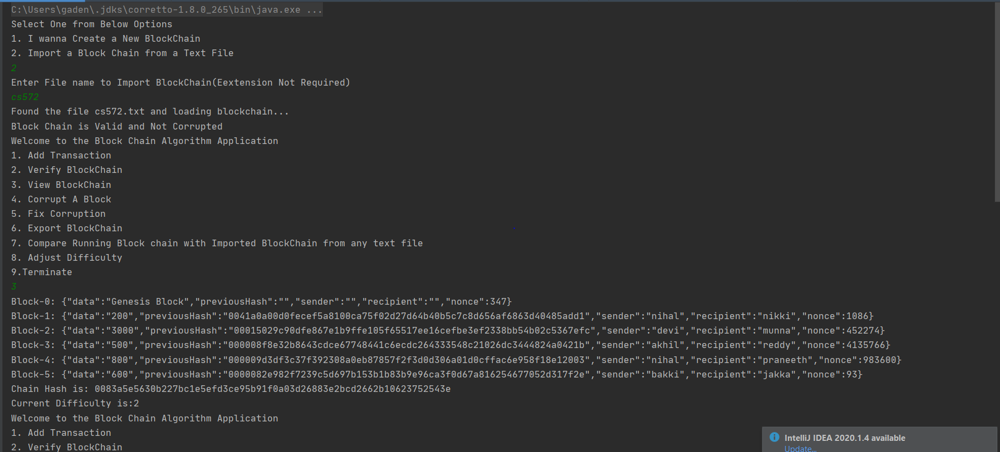 C:\Users\gaden\.jdks\corretto-1.8.0_265\bin\java.exe ...
Select One from Below Options
1. I wanna Create a New BlockChain
2. Import a Block Chain from a Text File
2
Enter File name to Import BlockChain(Eextension Not Required)
cs572
Found the file cs572.txt and loading blockchain...
Block Chain is Valid and Not Corrupted
Welcome to the Block Chain Algorithm Application
1. Add Transaction
2. Verify BlockChain
3. View BlockChain
4. Corrupt A Block
5. Fix Corruption
6. Export BlockChain
7. Compare Running Block chain with Imported BlockChain from any text file
8. Adjust Difficulty
9.Terminate
3
Block-0: {"data":"Genesis Block","previousHash":"","sender":"","recipient":"","nonce":347}
Block-1: {"data":"200","previousHash":"0041a0a00d0fecef5a8100ca75f02d27d64b40b5c7c8d656af6863d40485add1","sender":"nihal","recipient":"nikki","nonce":1086}
Block-2: {"data":"3000","previousHash":"00015029c90dfe867e1b9ffe105f65517ee16cefbe3ef2338bb54b02c5367efc","sender":"devi","recipient":"munna","nonce":452274}
Block-3: {"data":"500","previousHash":"000008f8e32b8643cdce67748441c6ecdc264333548c21026dc3444824a0421b","sender":"akhil","recipient":"reddy","nonce":4135766}
Block-4: {"data":"800","previousHash":"000009d3df3c37f392308a0eb87857f2f3d0d306a01d0cffac6e958f18e12003","sender":"nihal","recipient":"praneeth","nonce":983600}
Block-5: {"data":"600","previousHash":"0000082e982f7239c5d697b153b1b83b9e96ca3f0d67a816254677052d317f2e","sender":"bakki","recipient":"jakka","nonce":93}
Chain Hash is: 0083a5e5630b227bc1e5efd3ce95b91f0a03d26883e2bcd2662b10623752543e
Current Difficulty is:2
Welcome to the Block Chain Algorithm Application
1. Add Transaction
2. Verify BlockChain
IntelliJ IDEA 2020.1.4 available
Update...